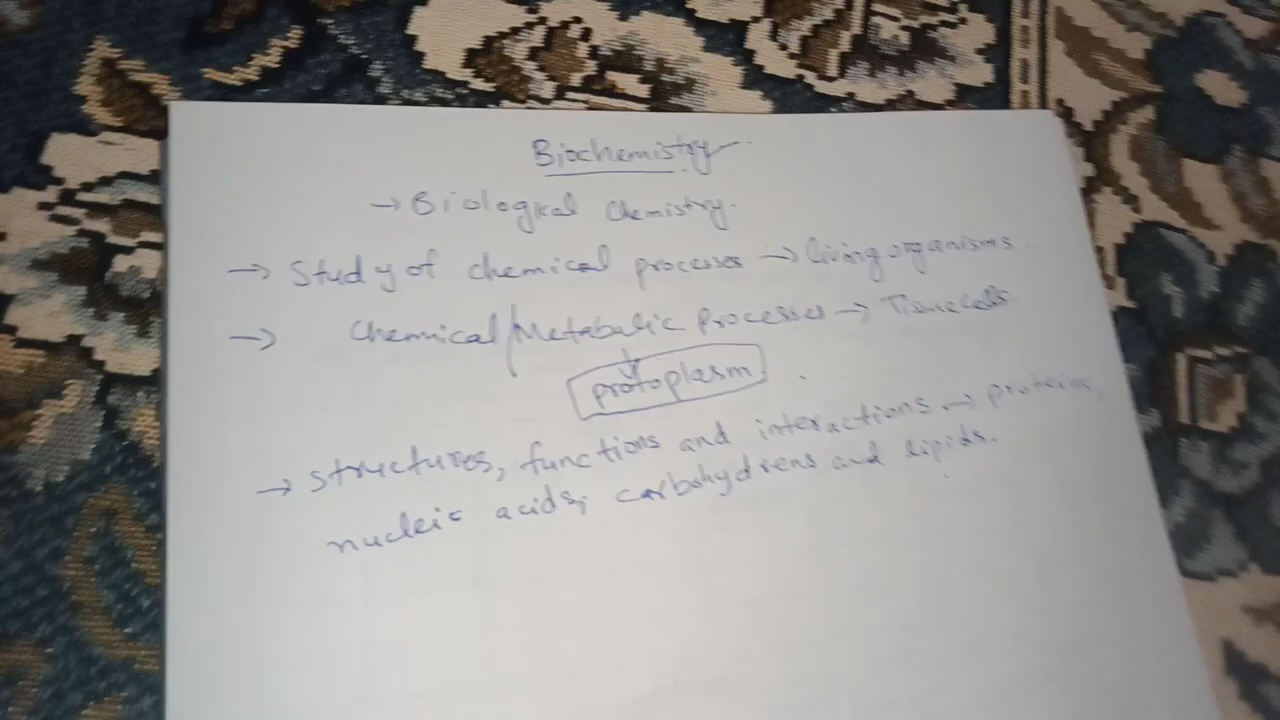 Biochemistry
→ Biological Chemistry.
→ Study of chemical processes → living organisms.
→ Chemical/Metabolic processes → Tissue cells
↓
protoplasm
→ structures, functions and interactions → proteins,
nucleic acids, carbohydrens and lipids.